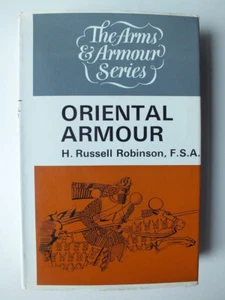 The Arms
& Armour
Series
ORIENTAL
ARMOUR
H. Russell Robinson, F.S.A.